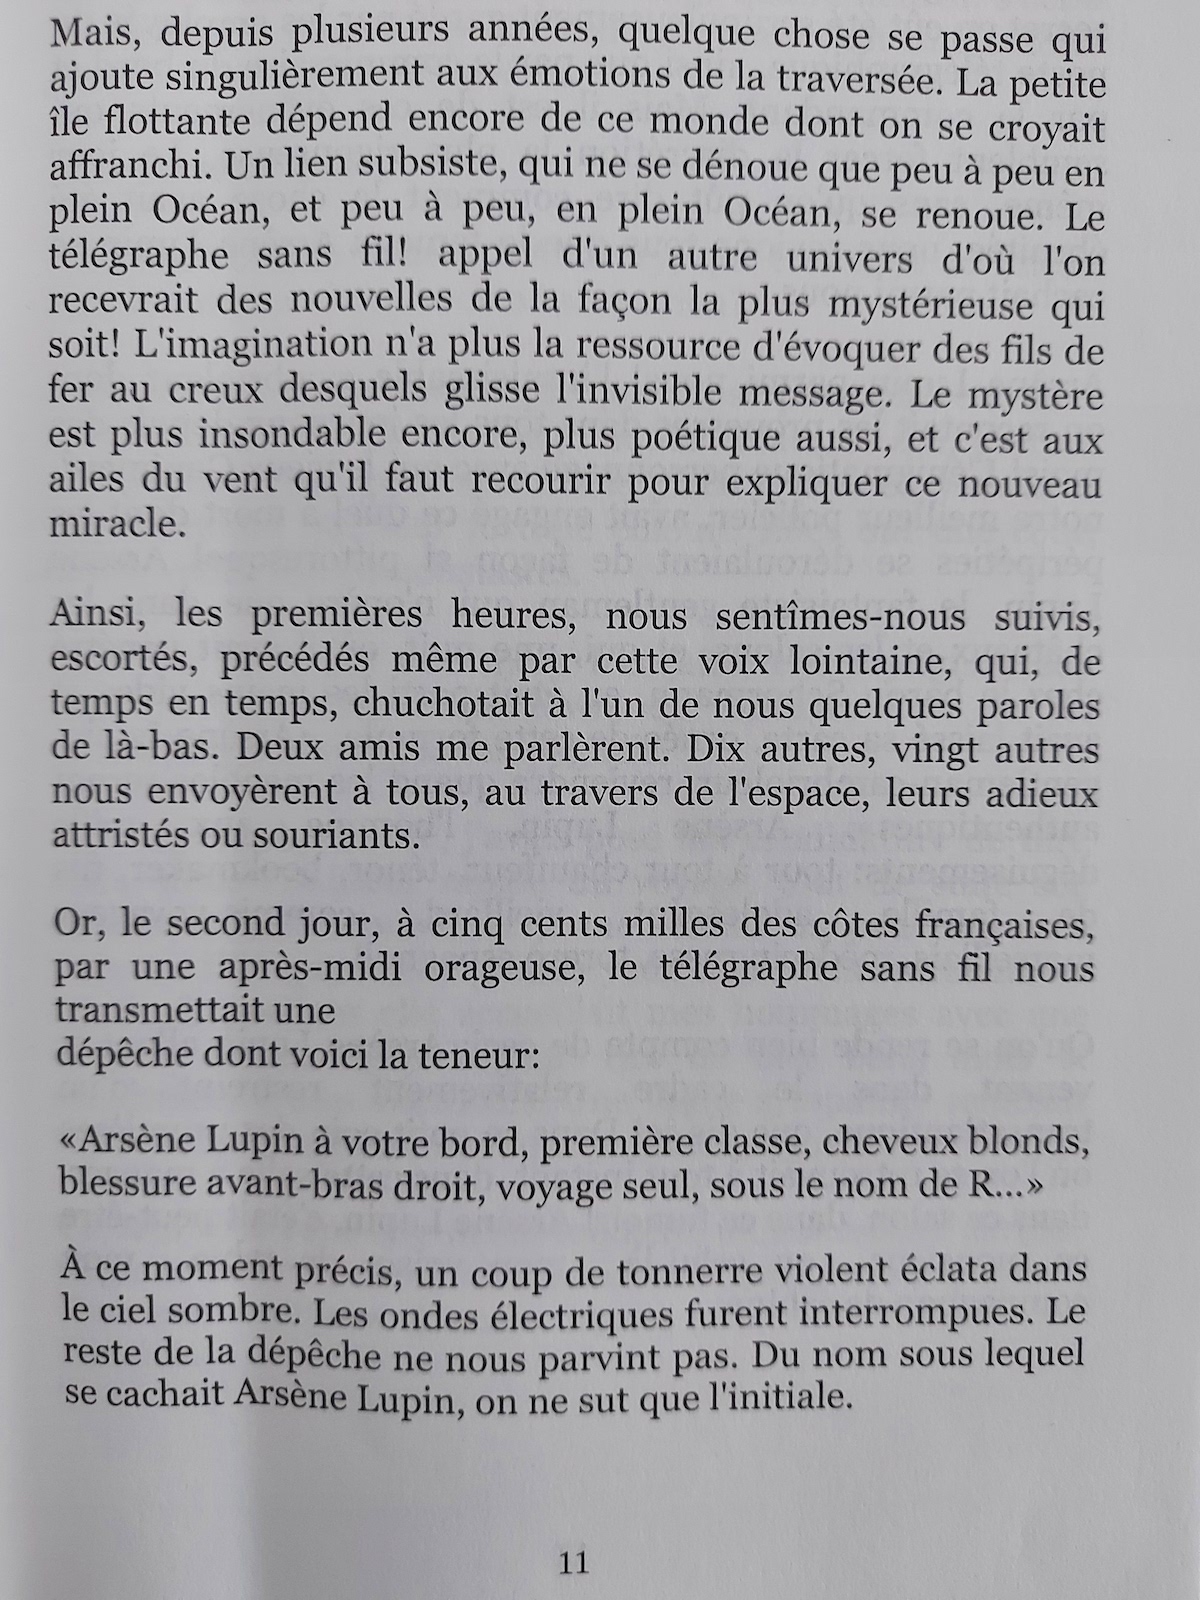 Mais, depuis plusieurs années, quelque chose se passe qui
ajoute singulièrement aux émotions de la traversée. La petite
île flottante dépend encore de ce monde dont on se croyait
affranchi. Un lien subsiste, qui ne se dénoue que peu à peu en
plein Océan, et peu à peu, en plein Océan, se renoue. Le
télégraphe sans fil! appel d'un autre univers d'où l'on
recevrait des nouvelles de la façon la plus mystérieuse qui
soit! L'imagination n'a plus la ressource d'évoquer des fils de
fer au creux desquels glisse l'invisible message. Le mystère
est plus insondable encore, plus poétique aussi, et c'est aux
ailes du vent qu'il faut recourir pour expliquer ce nouveau
miracle.
Ainsi, les premières heures, nous sentîmes-nous suivis,
escortés, précédés même par cette voix lointaine, qui, de
temps en temps, chuchotait à l'un de nous quelques paroles
de là-bas. Deux amis me parlèrent. Dix autres, vingt autres
nous envoyèrent à tous, au travers de l'espace, leurs adieux
attristés ou souriants.
Or, le second jour, à cinq cents milles des côtes françaises,
par une après-midi orageuse, le télégraphe sans fil nous
transmettait une
dépêche dont voici la teneur:
«Arsène Lupin à votre bord, première classe, cheveux blonds,
blessure avant-bras droit, voyage seul, sous le nom de R...»
À ce moment précis, un coup de tonnerre violent éclata dans
le ciel sombre. Les ondes électriques furent interrompues. Le
reste de la dépêche ne nous parvint pas. Du nom sous lequel
se cachait Arsène Lupin, on ne sut que l'initiale.
11